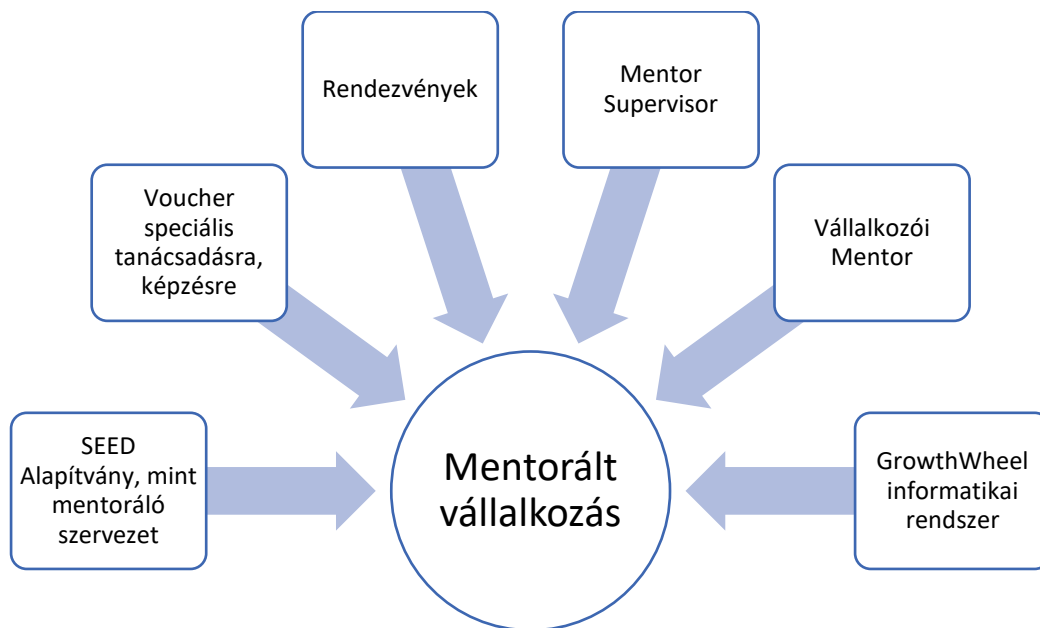 Rendezvények
Mentor
Supervisor
Voucher
speciális
tanácsadásra,
képzésre
Vállalkozói
Mentor
SEED
Alapítvány, mint
mentoráló
szervezet
Mentorált
vállalkozás
GrowthWheel
informatikai
rendszer